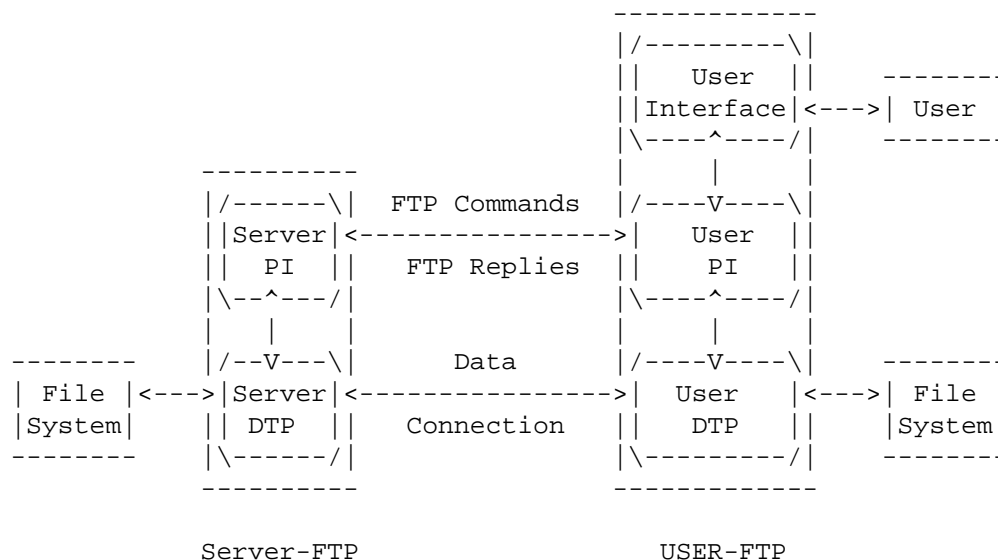 -------------
|/---------\|
||   User  ||    --------
||Interface|<--->| User
|\----^----/|    --------
----------                |     |     |
|/------\|  FTP Commands  |/----V----\|
||Server|<---------------->|   User  ||
||  PI  ||   FTP Replies  ||    PI   ||
|\--^---/|                |\----^----/|
|   |    |                |     |     |
--------    |/--V---\|      Data      |/----V----\|    --------
| File |<--->|Server|<---------------->|  User   |<--->| File
|System|    || DTP  ||   Connection   ||   DTP   ||    |System
--------    |\------/|                |\---------/|    --------
----------                -------------
Server-FTP                   USER-FTP